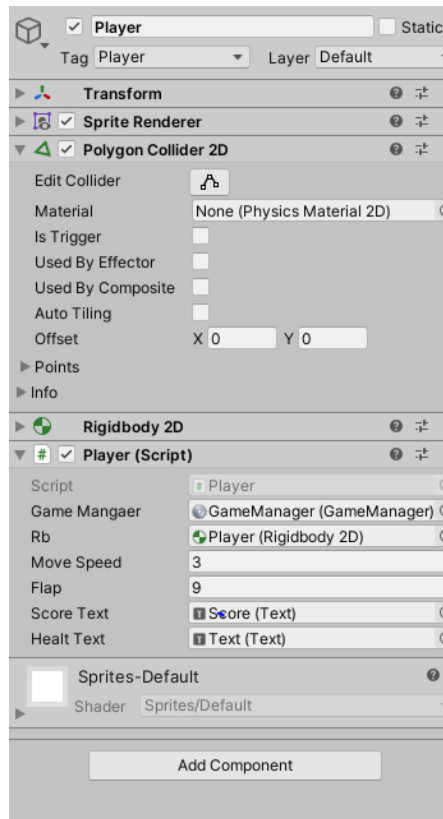 Player Static
Tag Player Layer Default
Transform
Sprite Renderer
Polygon Collider 2D
Edit Collider
Material None (Physics Material 2D)
Is Trigger
Used By Effector
Used By Composite
Auto Tiling
Offset X 0 Y 0
Points
Info
Rigidbody 2D
# Player (Script)
Script # Player
Game Mangaer GameManager (GameManager)
Rb Player (Rigidbody 2D)
Move Speed 3
Flap 9
Score Text T Score (Text)
Healt Text T Text (Text)
Sprites-Default
Shader Sprites/Default
Add Component